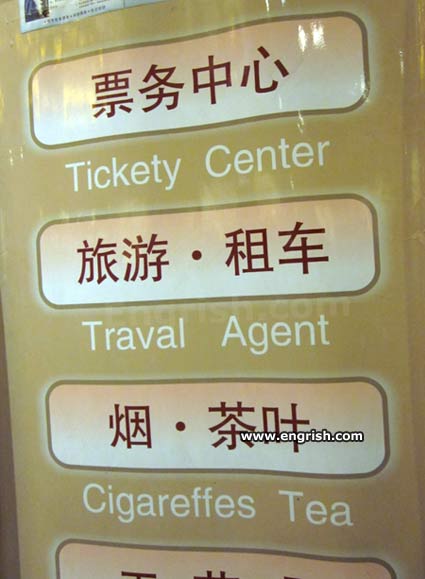 票务中心
Tickety Center
旅游·租车
Traval Agent
烟·茶叶
www.engrish.com
Cigareffes Tea